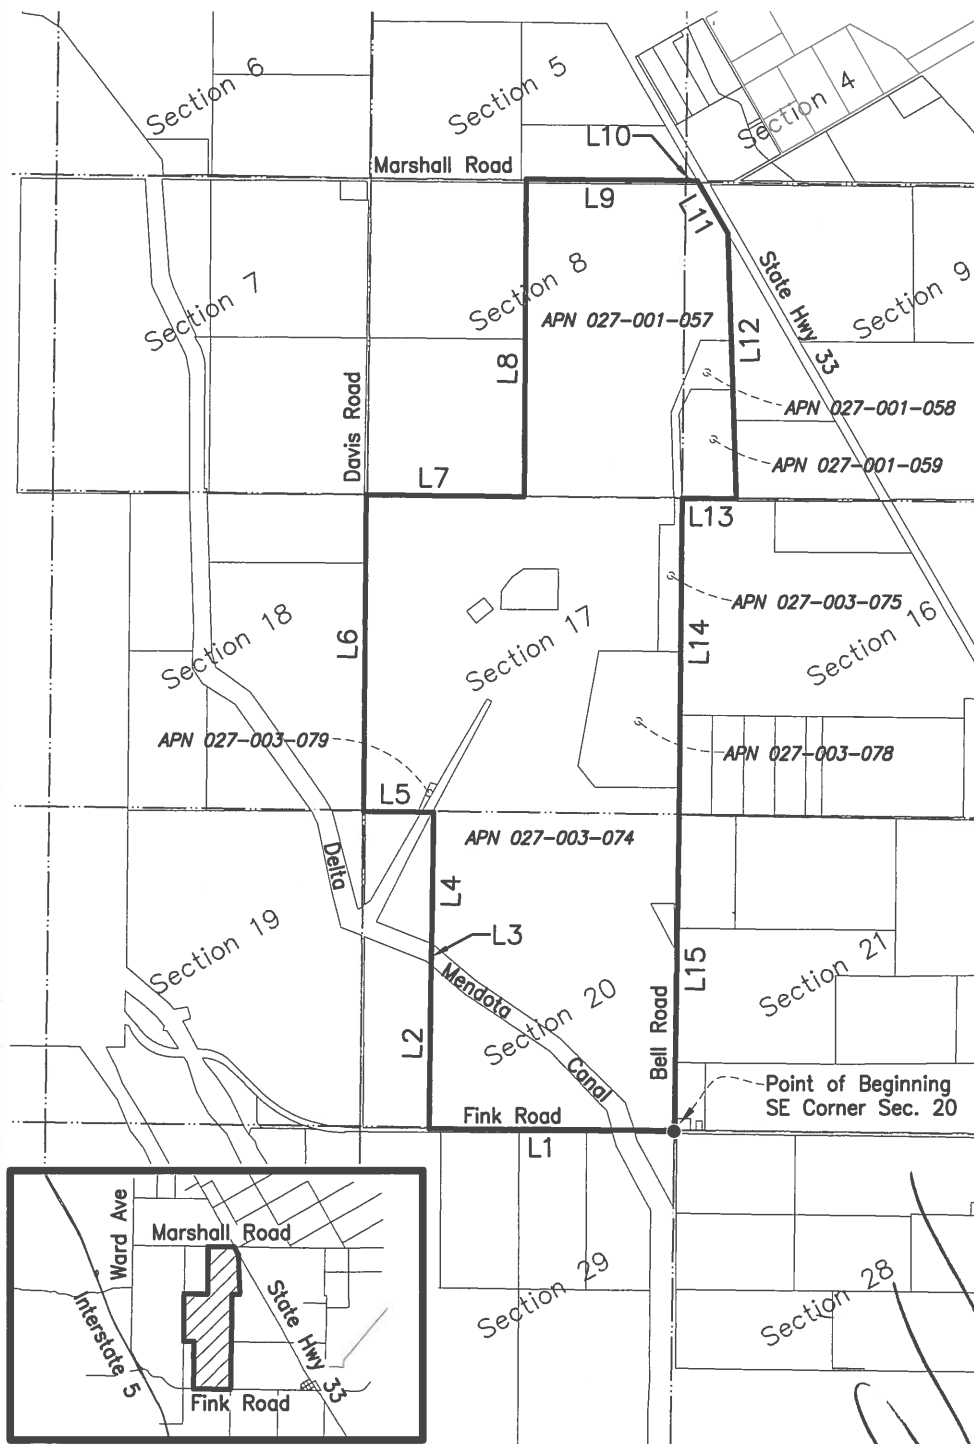 Section 6
Section 5
Section 4
L10
Marshall Road
L9
L11
Section 7
Section 8
State Hwy 33
Section 9
APN 027-001-057
L12
L8
Davis Road
APN 027-001-058
APN 027-001-059
L7
L13
APN 027-003-075
Section 18
L6
Section 17
L14
Section 16
APN 027-003-079
APN 027-003-078
L5
APN 027-003-074
Delta
L4
L3
Section 19
Mendota
Section 20
Canal
L15
Section 21
L2
Bell Road
Point of Beginning
SE Corner Sec. 20
Fink Road
L1
Section 29
Section 28
Ward Ave
Marshall Road
Interstate 5
State Hwy 33
Fink Road